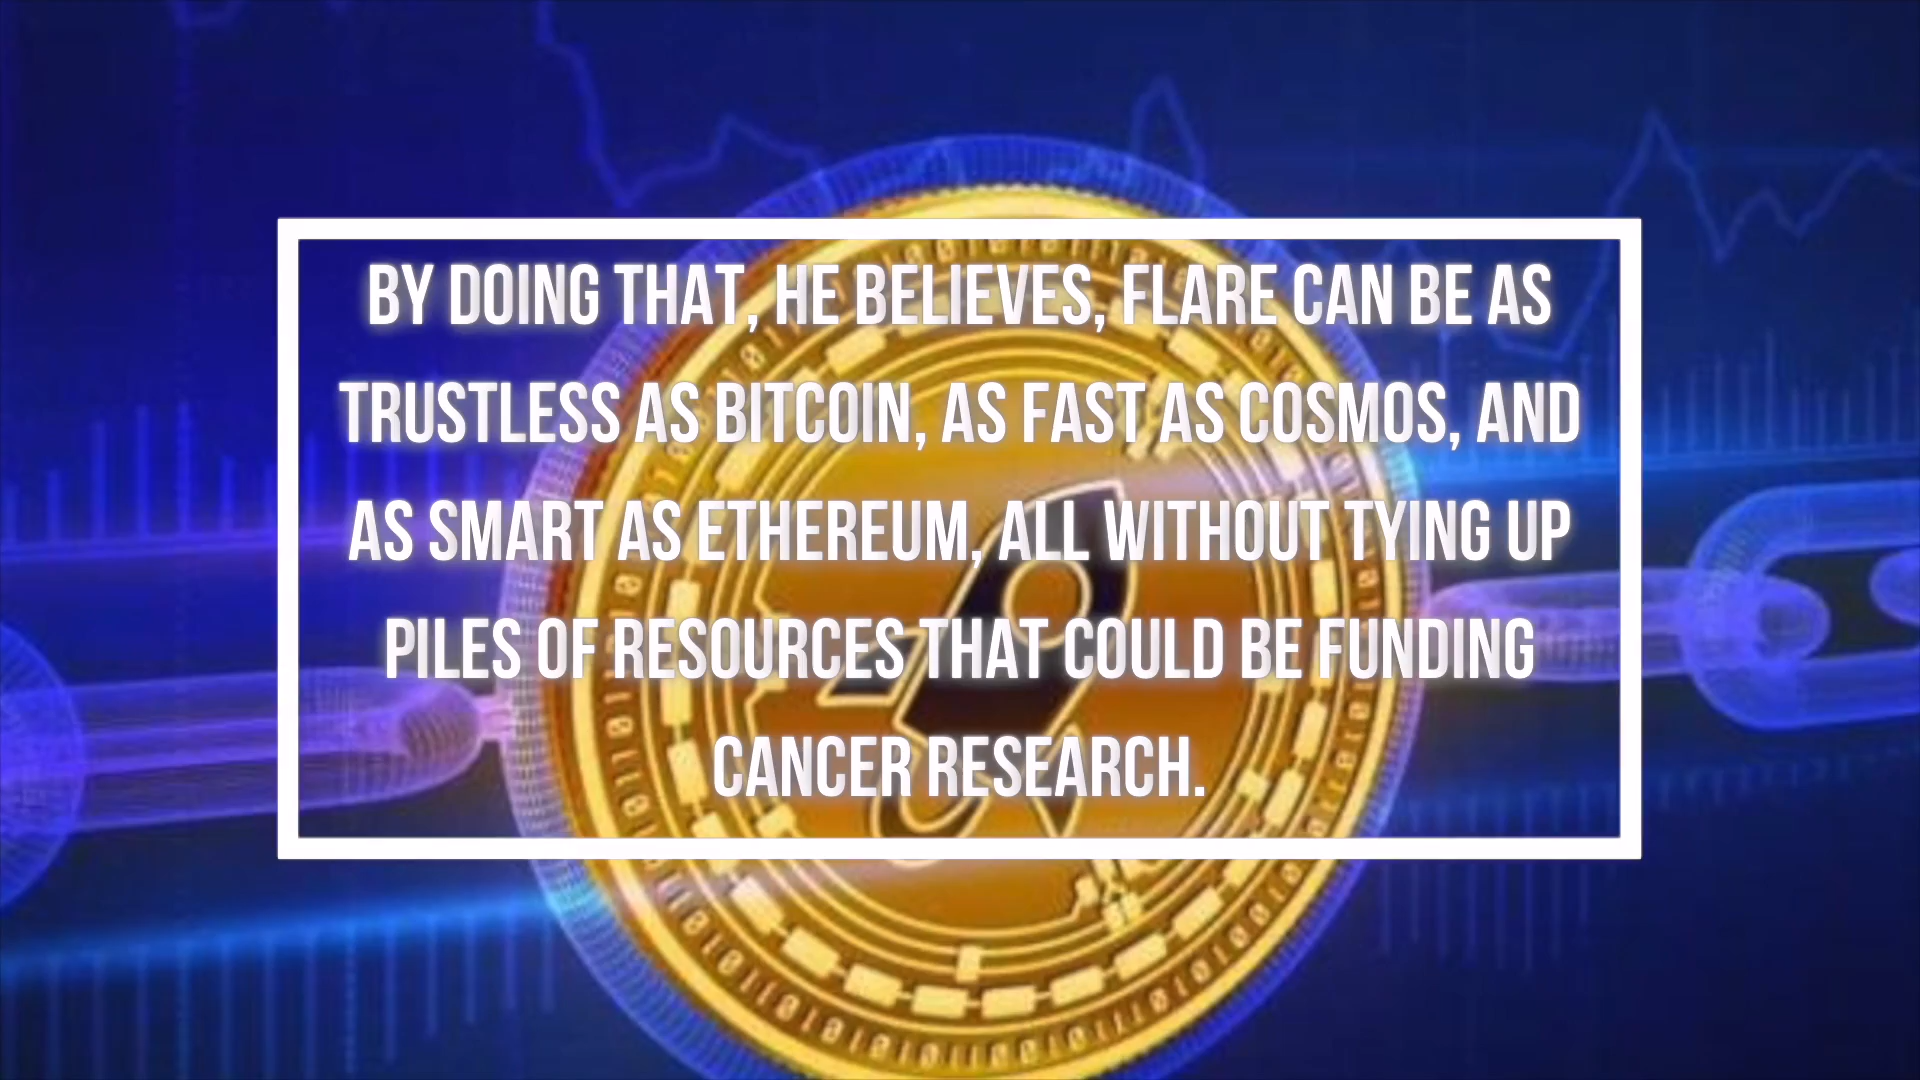 BY DOING THAT, HE BELIEVES, FLARE CAN BE AS
TRUSTLESS AS BITCOIN, AS FAST AS COSMOS, AND
AS SMART AS ETHEREUM, ALL WITHOUT TYING UP
PILES OF RESOURCES THAT COULD BE FUNDING
CANCER RESEARCH.